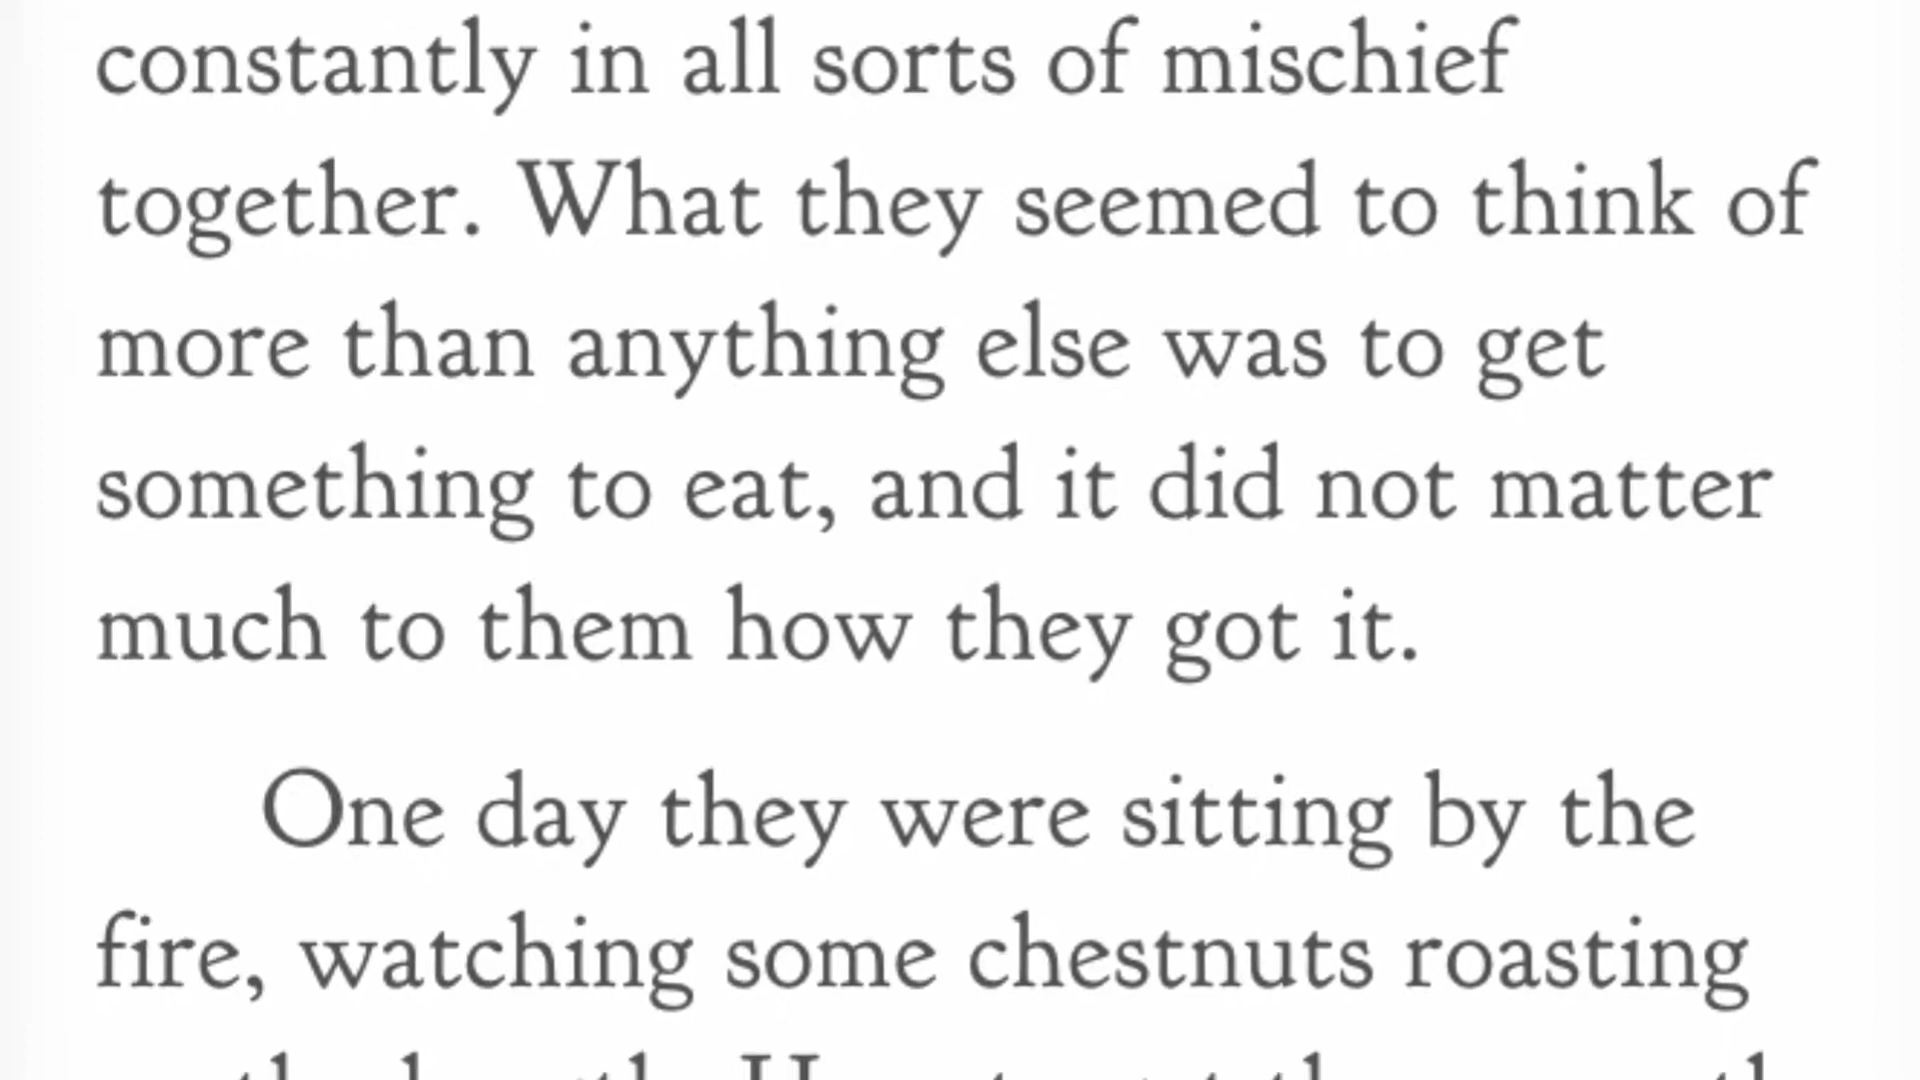 constantly in all sorts of mischief
together. What they seemed to think of
more than anything else was to get
something to eat, and it did not matter
much to them how they got it.
One day they were sitting by the
fire, watching some chestnuts roasting